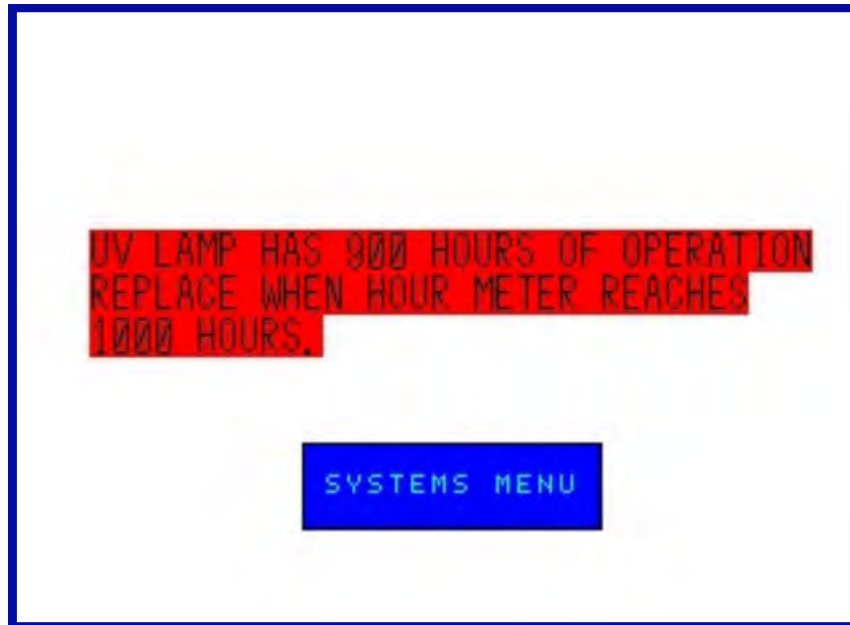 UV LAMP HAS 900 HOURS OF OPERATION
REPLACE WHEN HOUR METER REACHES
1000 HOURS.
SYSTEMS MENU